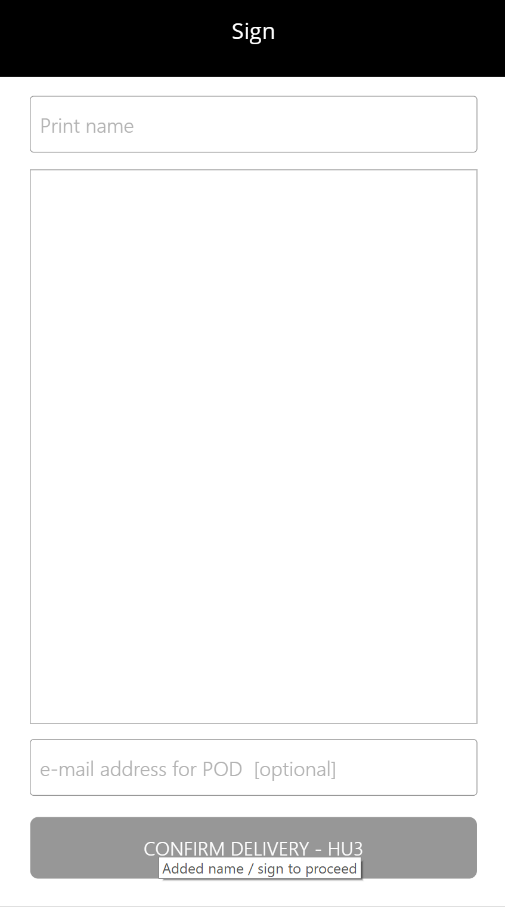 Sign
Print name
e-mail address for POD  [optional]
CONFIRM DELIVERY - HU3
Added name / sign to proceed